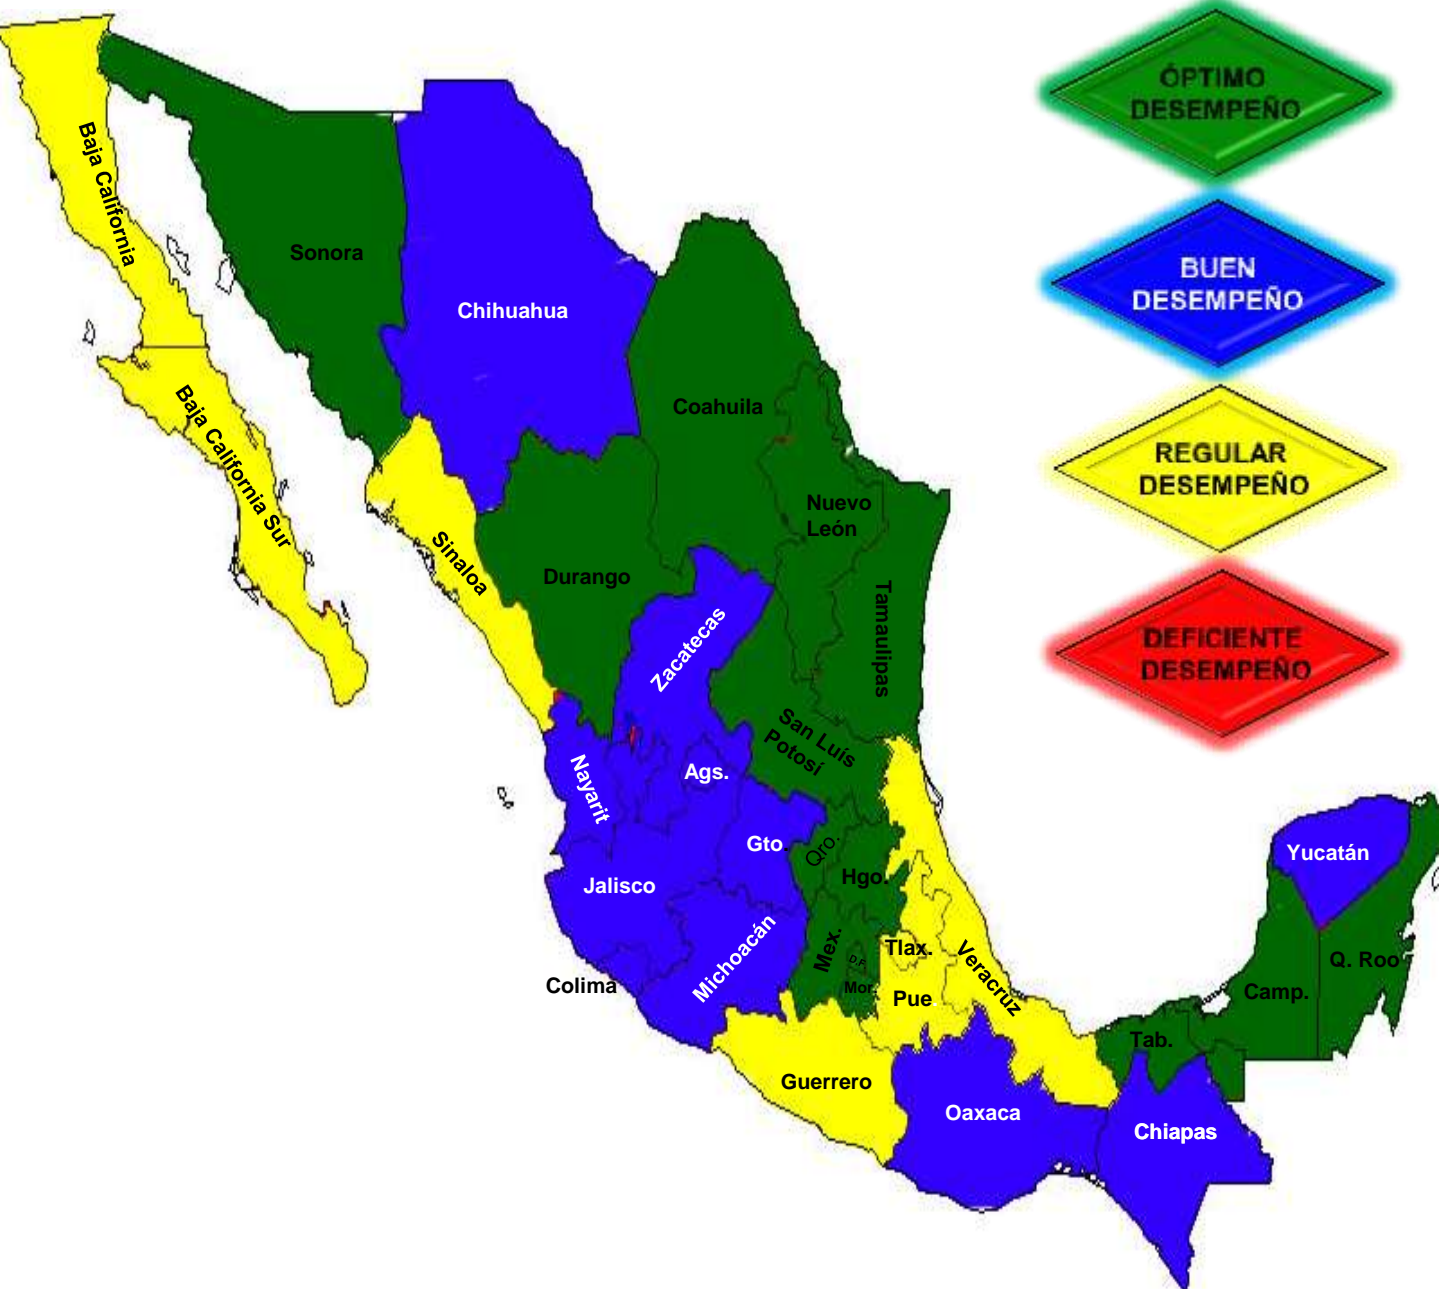 ÓPTIMO
DESEMPEÑO
BUEN
DESEMPEÑO
REGULAR
DESEMPEÑO
DEFICIENTE
DESEMPEÑO
Baja California
Sonora
Chihuahua
Baja California Sur
Coahuila
Nuevo
León
Sinaloa
Durango
Tamaulipas
Zacatecas
San Luís
Potosí
Nayarit
Ags.
Gto.
Qro.
Hgo.
Jalisco
Yucatán
Michoacán
Mex.
D.F.
Tlax.
Veracruz
Colima
Mor.
Pue
Q. Roo
Camp.
Tab.
Guerrero
Oaxaca
Chiapas